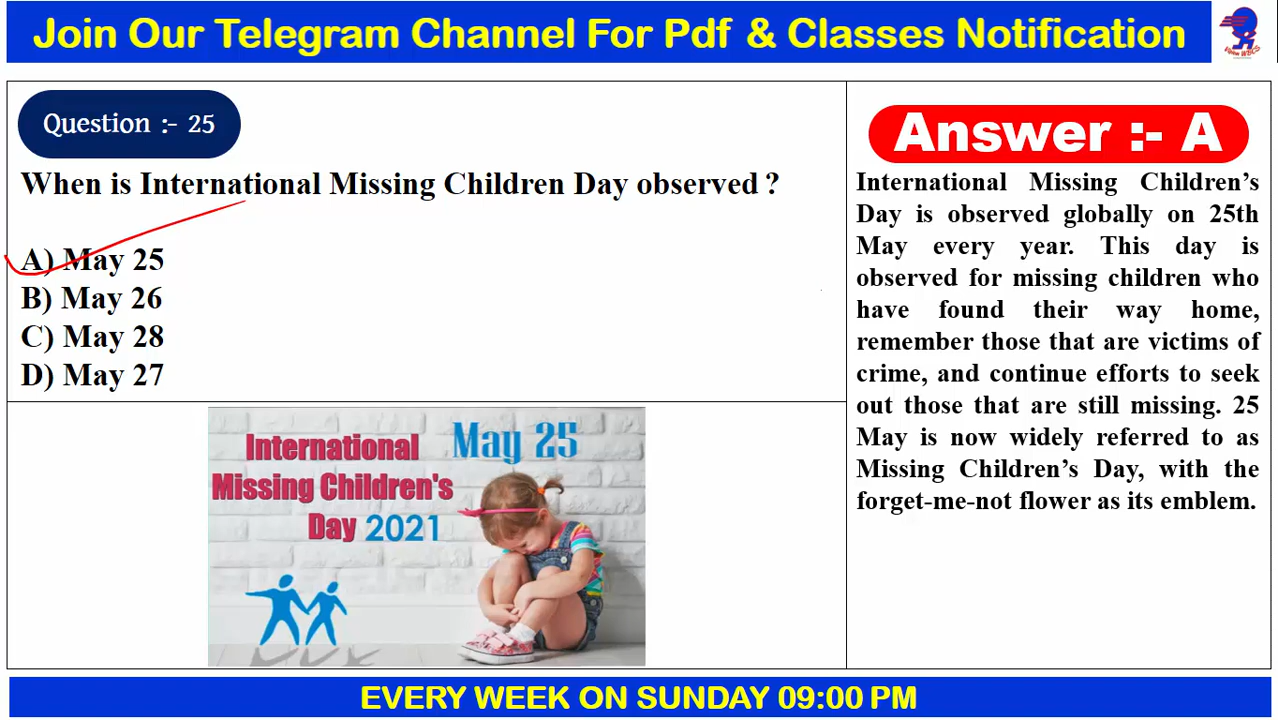 Join Our Telegram Channel For Pdf & Classes Notification
Question :- 25
When is International Missing Children Day observed ?
A) May 25
B) May 26
C) May 28
D) May 27
International
Missing Children's
Day 2021
May 25
Answer :- A
International Missing Children’s
Day is observed globally on 25th
May every year. This day is
observed for missing children who
have found their way home,
remember those that are victims of
crime, and continue efforts to seek
out those that are still missing. 25
May is now widely referred to as
Missing Children’s Day, with the
forget-me-not flower as its emblem.
EVERY WEEK ON SUNDAY 09:00 PM